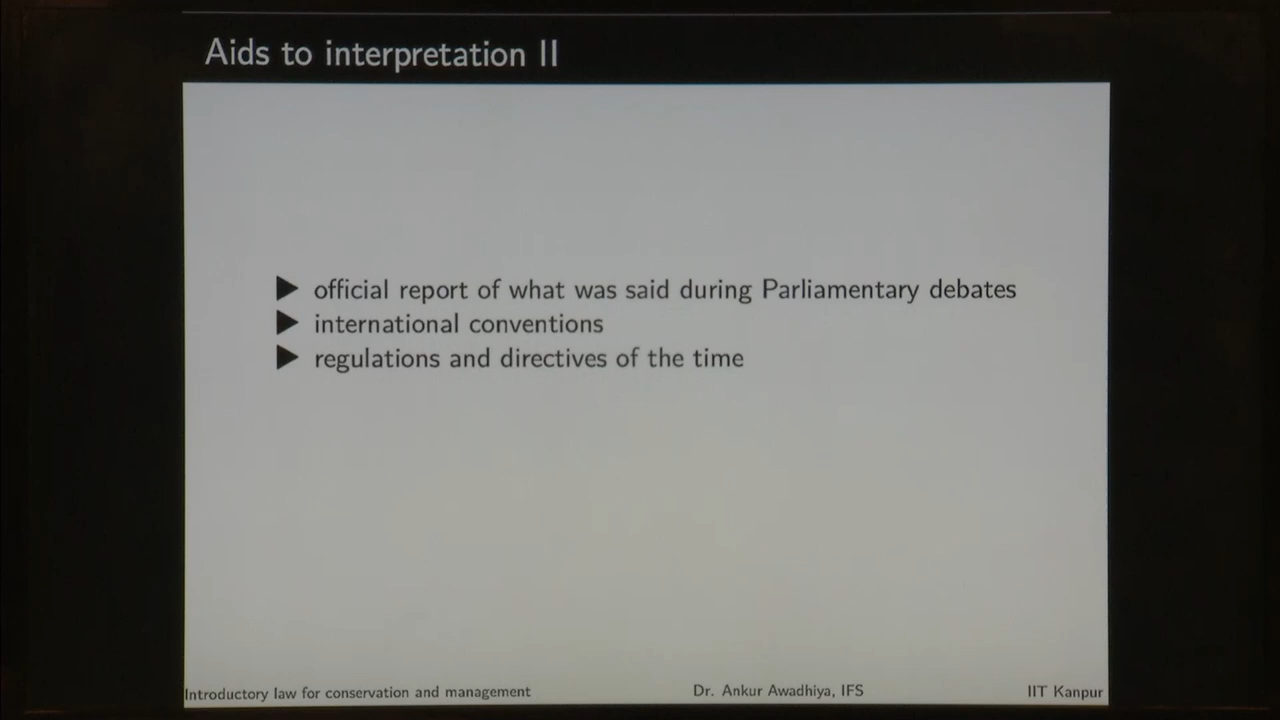 Aids to interpretation II
▶ official report of what was said during Parliamentary debates
▶ international conventions
▶ regulations and directives of the time
Introductory law for conservation and management Dr. Ankur Awadhiya, IFS IIT Kanpur